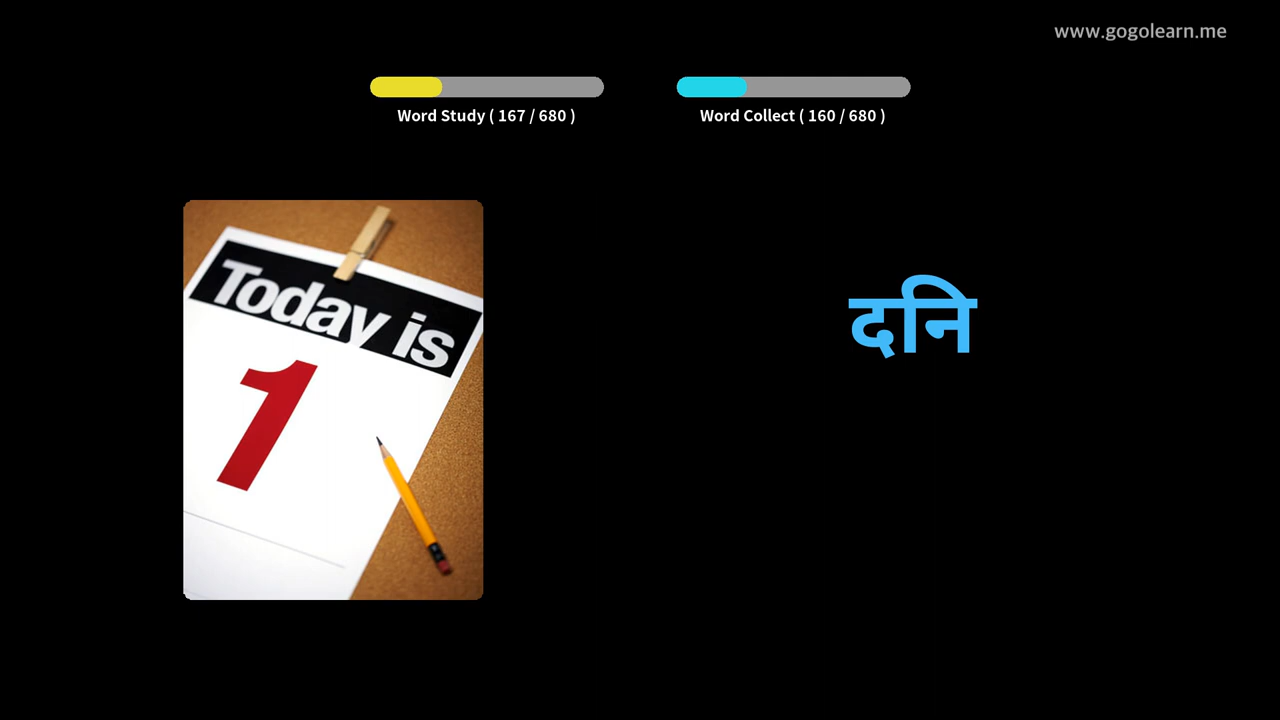 www.gogolearn.me
Word Study ( 167 / 680 )
Word Collect ( 160 / 680 )
Today is
1
दनि